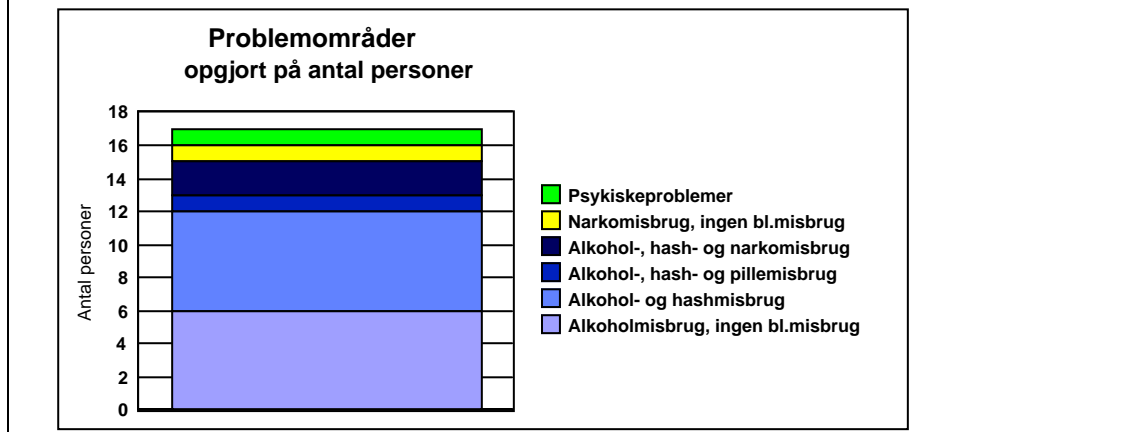 Problemområder
opgjort på antal personer
18
16
14
12
10
8
6
4
2
0
Antal personer
Psykiskeproblemer
Narkomisbrug, ingen bl.misbrug
Alkohol-, hash- og narkomisbrug
Alkohol-, hash- og pillemisbrug
Alkohol- og hashmisbrug
Alkoholmisbrug, ingen bl.misbrug